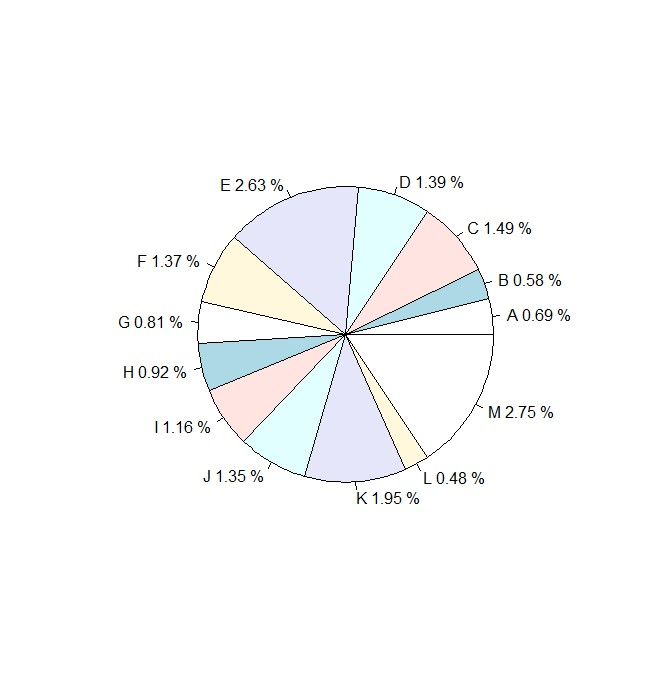 A 0.69 %
B 0.58 %
C 1.49 %
D 1.39 %
E 2.63 %
F 1.37 %
G 0.81 %
H 0.92 %
I 1.16 %
J 1.35 %
K 1.95 %
L 0.48 %
M 2.75 %